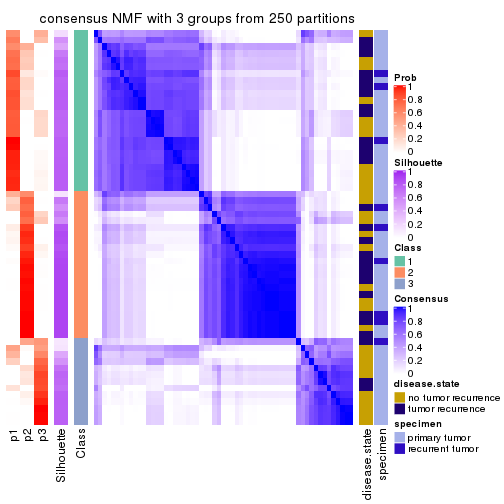 consensus NMF with 3 groups from 250 partitions
Prob
1
0.8
0.6
0.4
0.2
0
Silhouette
1
0.8
0.6
0.4
0.2
0
Class
1
2
3
Consensus
1
0.8
0.6
0.4
0.2
0
disease.state
no tumor recurrence
tumor recurrence
specimen
primary tumor
recurrent tumor
p1
p2
p3
Silhouette
Class
disease.state
specimen